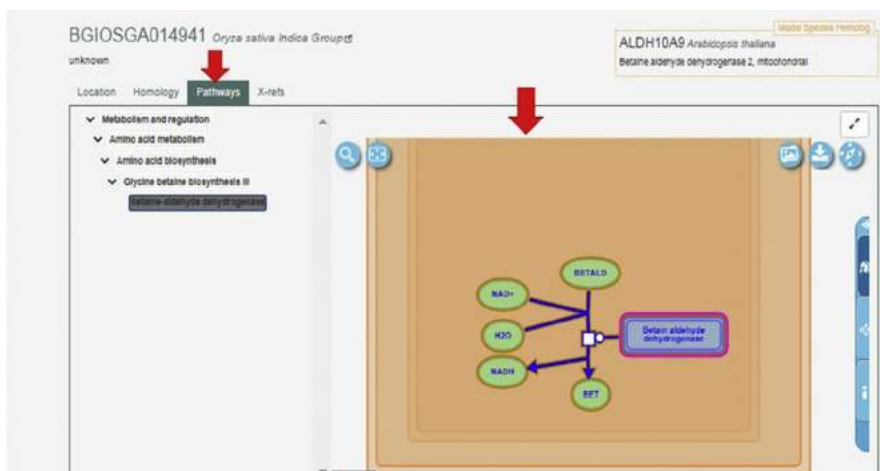 BGIOSGA014941 Oryza sativa Indica Group
unknown
Model Species Homolog
ALDH10A9 Arabidopsis thaliana
Betaine aldehyde dehydrogenase 2, mitochondrial
Location Homology Pathways X-refs
Metabolism and regulation
Amino acid metabolism
Amino acid biosynthesis
Glycine betaine biosynthesis III
betaine-aldehyde dehydrogenase
BETALD
NAD+
H2O
Betain aldehyde
dehydrogenase
NADH
BET